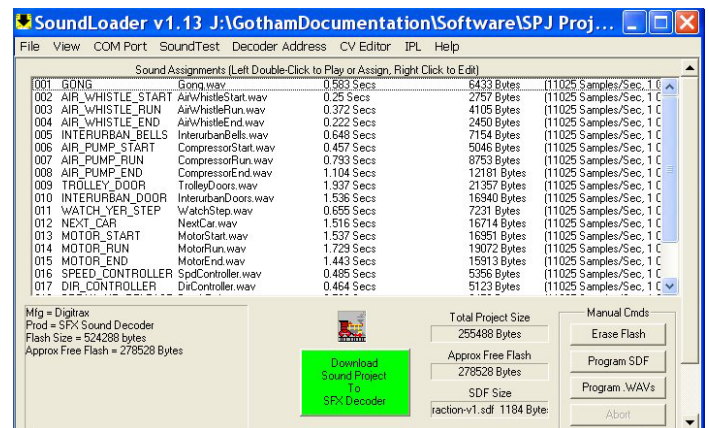 SoundLoader v1.13 J:\GothamDocumentation\Software\SPJ Proj...
File View COM Port SoundTest Decoder Address CV Editor IPL Help
Sound Assignments (Left Double-Click to Play or Assign, Right Click to Edit)
001 GONG Gong.wav 0.583 Secs 6433 Bytes (11025 Samples/Sec, 1 C
002 AIR_WHISTLE_START AirWhistleStart.wav 0.25 Secs 2757 Bytes (11025 Samples/Sec, 1 C
003 AIR_WHISTLE_RUN AirWhistleRun.wav 0.372 Secs 4105 Bytes (11025 Samples/Sec, 1 C
004 AIR_WHISTLE_END AirWhistleEnd.wav 0.222 Secs 2450 Bytes (11025 Samples/Sec, 1 C
005 INTERURBAN_BELLS InterurbanBells.wav 0.648 Secs 7154 Bytes (11025 Samples/Sec, 1 C
006 AIR_PUMP_START CompressorStart.wav 0.457 Secs 5046 Bytes (11025 Samples/Sec, 1 C
007 AIR_PUMP_RUN CompressorRun.wav 0.793 Secs 8753 Bytes (11025 Samples/Sec, 1 C
008 AIR_PUMP_END CompressorEnd.wav 1.104 Secs 12181 Bytes (11025 Samples/Sec, 1 C
009 TROLLEY_DOOR TrolleyDoors.wav 1.937 Secs 21357 Bytes (11025 Samples/Sec, 1 C
010 INTERURBAN_DOOR InterurbanDoors.wav 1.536 Secs 16940 Bytes (11025 Samples/Sec, 1 C
011 WATCH_YER_STEP WatchStep.wav 0.655 Secs 7231 Bytes (11025 Samples/Sec, 1 C
012 NEXT_CAR NextCar.wav 1.516 Secs 16714 Bytes (11025 Samples/Sec, 1 C
013 MOTOR_START MotorStart.wav 1.537 Secs 16951 Bytes (11025 Samples/Sec, 1 C
014 MOTOR_RUN MotorRun.wav 1.729 Secs 19072 Bytes (11025 Samples/Sec, 1 C
015 MOTOR_END MotorEnd.wav 1.443 Secs 15913 Bytes (11025 Samples/Sec, 1 C
016 SPEED_CONTROLLER SpdController.wav 0.485 Secs 5356 Bytes (11025 Samples/Sec, 1 C
017 DIR_CONTROLLER DirController.wav 0.464 Secs 5123 Bytes (11025 Samples/Sec, 1 C
Mfg = Digitrax
Prod = SFX Sound Decoder
Flash Size = 524288 bytes
Approx Free Flash = 278528 Bytes
Download
Sound Project
To
SFX Decoder
Total Project Size
255488 Bytes
Approx Free Flash
278528 Bytes
SDF Size
raction-v1.sdf 1184 Byte:
Manual Cmds
Erase Flash
Program SDF
Program .WAVs
Abort